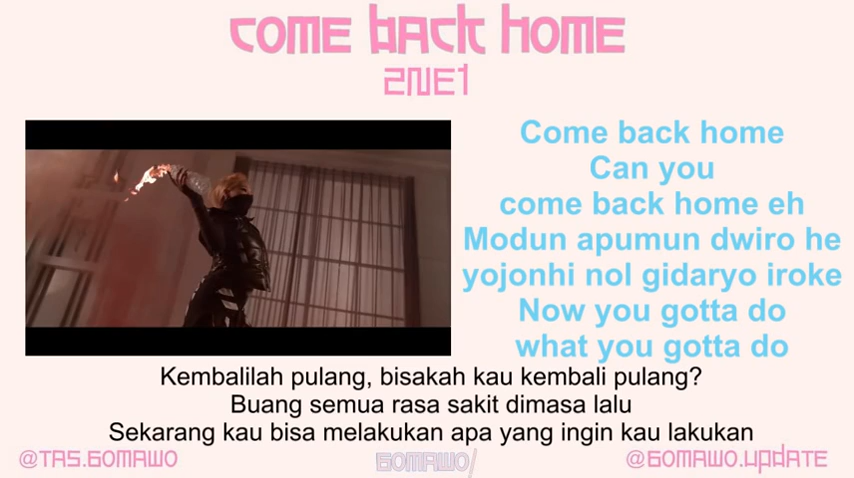 COME BACK HOME
2NE1
Come back home
Can you
come back home eh
Modun apumun dwiro he
yojonhi nol gidaryo iroke
Now you gotta do
what you gotta do
Kembalilah pulang, bisakah kau kembali pulang?
Buang semua rasa sakit dimasa lalu
Sekarang kau bisa melakukan apa yang ingin kau lakukan
@TAS.GOMAWO
GOMAWO/
@GOMAWO.UPDATE